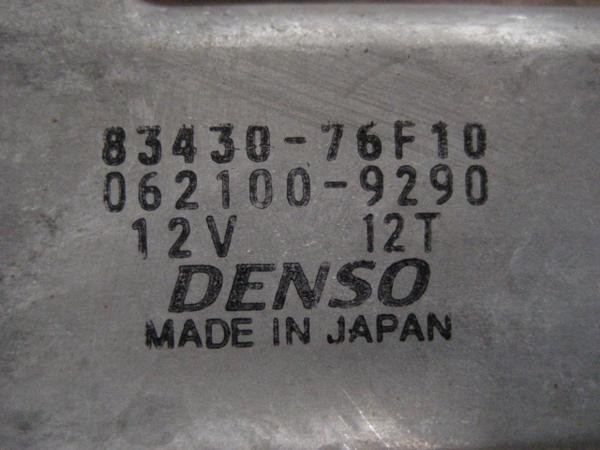 83430-76F10
062100-9290
12V 12T
DENSO
MADE IN JAPAN